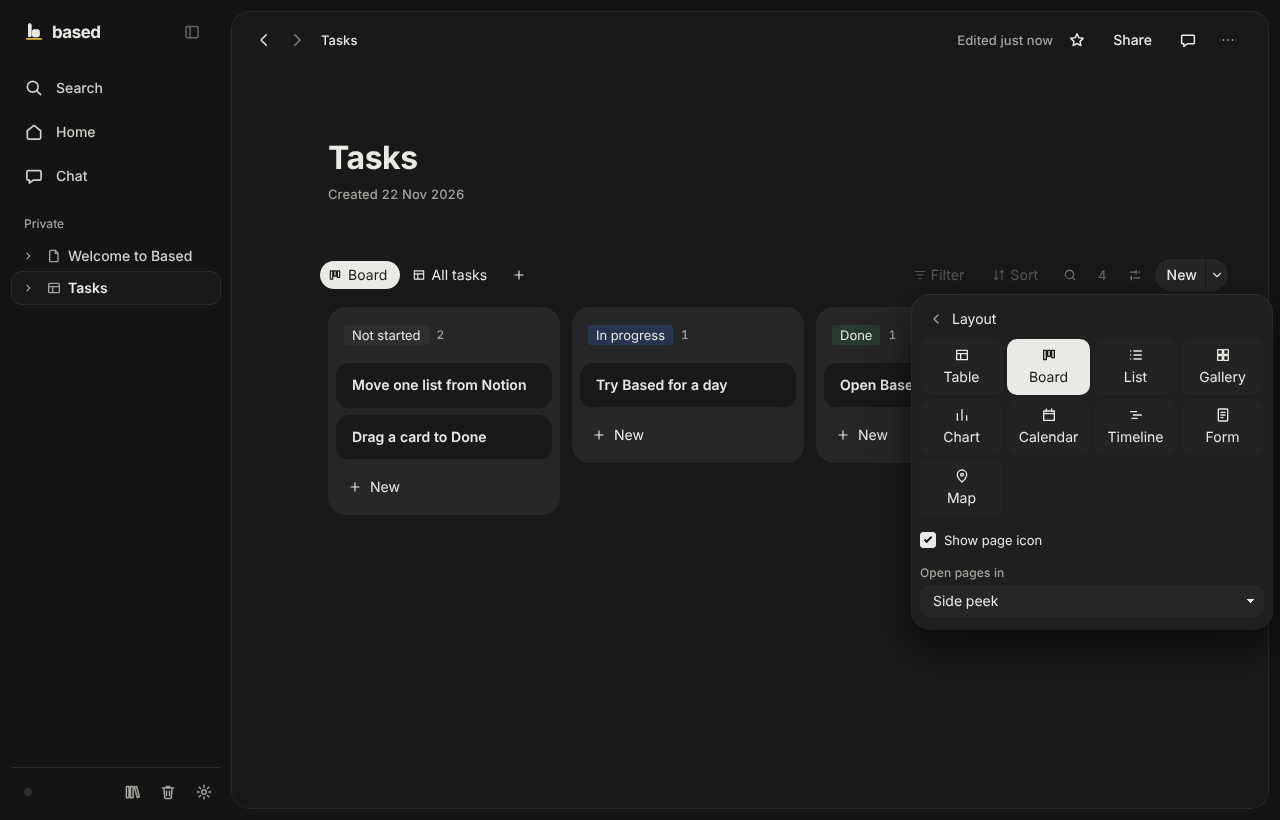 based
Search
Home
Chat
Private
Welcome to Based
Tasks
Tasks
Edited just now
Share
Tasks
Created 22 Nov 2026
Board
All tasks
Filter
Sort
4
New
Not started 2
Move one list from Notion
Drag a card to Done
New
In progress 1
Try Based for a day
New
Done 1
Open Base
New
Layout
Table
Board
List
Gallery
Chart
Calendar
Timeline
Form
Map
Show page icon
Open pages in
Side peek